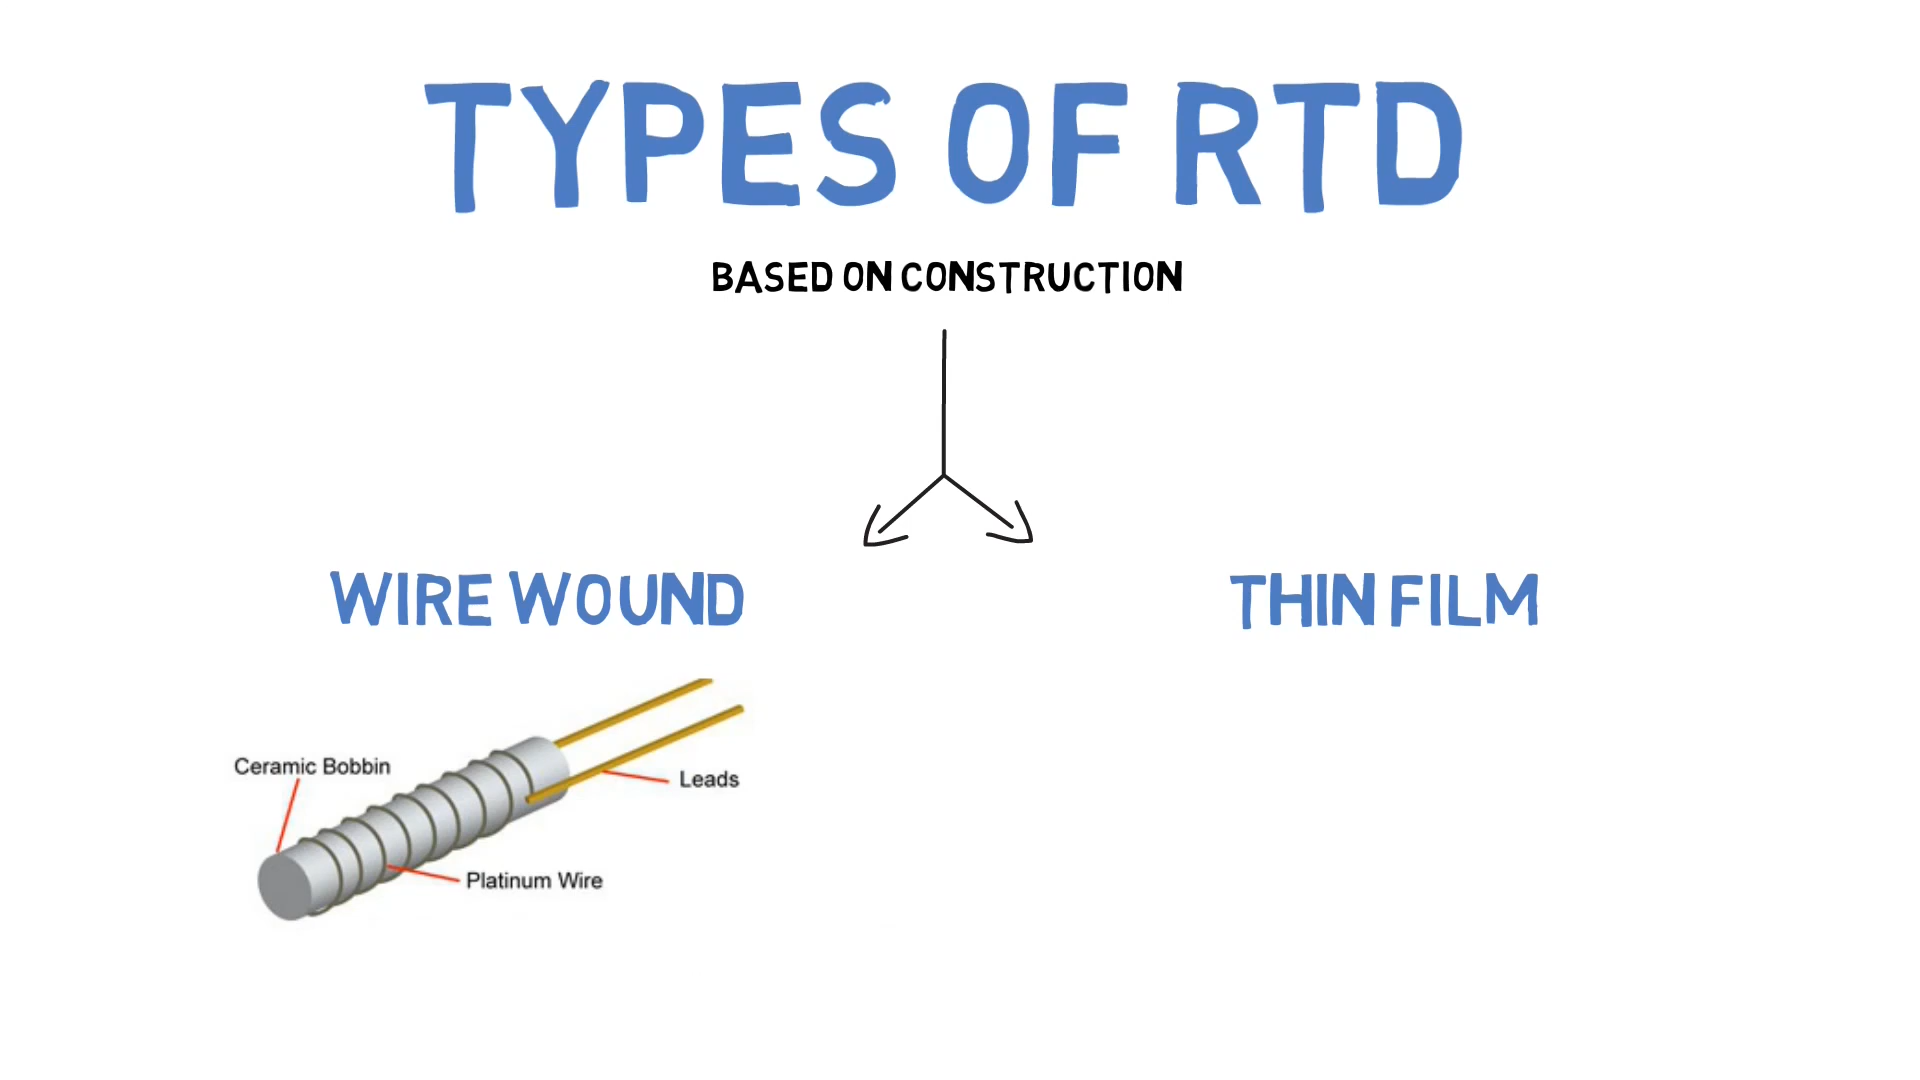 TYPES OF RTD
BASED ON CONSTRUCTION
WIRE WOUND
THIN FILM
Ceramic Bobbin
Leads
Platinum Wire